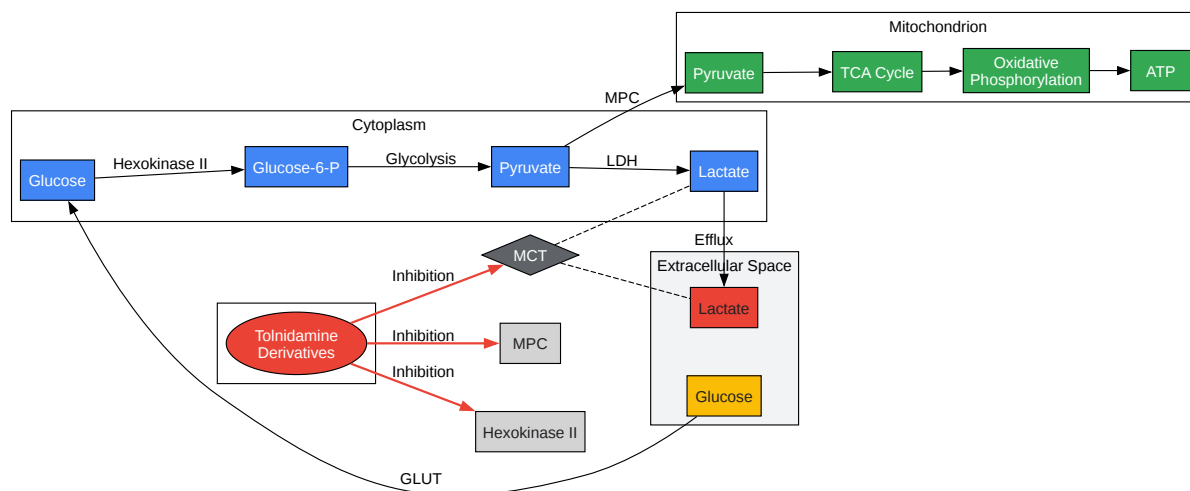 Mitochondrion
Pyruvate
TCA Cycle
Oxidative
Phosphorylation
ATP
MPC
Cytoplasm
Glucose
Hexokinase II
Glucose-6-P
Glycolysis
Pyruvate
LDH
Lactate
Efflux
MCT
Extracellular Space
Inhibition
Lactate
Tolnidamine
Derivatives
Inhibition
MPC
Inhibition
Glucose
Hexokinase II
GLUT